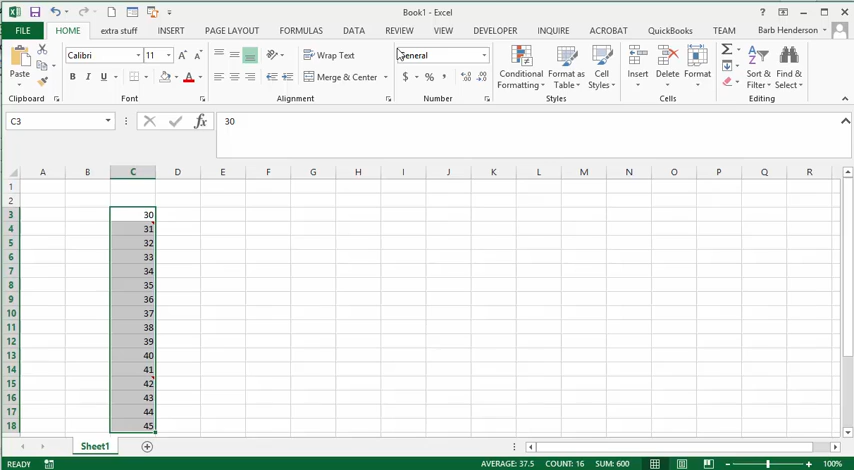 Book1 - Excel
FILE HOME extra stuff INSERT PAGE LAYOUT FORMULAS DATA REVIEW VIEW DEVELOPER INQUIRE ACROBAT QuickBooks TEAM Barb Henderson
Calibri 11 Wrap Text General
Paste B I U A Merge & Center $ % , Conditional Formatting Format as Table Cell Styles Insert Delete Format Sort & Filter Find & Select
Clipboard Font Alignment Number Styles Cells Editing
C3 fx 30
A B C D E F G H I J K L M N O P Q R
1
2
3 30
4 31
5 32
6 33
7 34
8 35
9 36
10 37
11 38
12 39
13 40
14 41
15 42
16 43
17 44
18 45
Sheet1
READY AVERAGE: 37.5 COUNT: 16 SUM: 600 100%